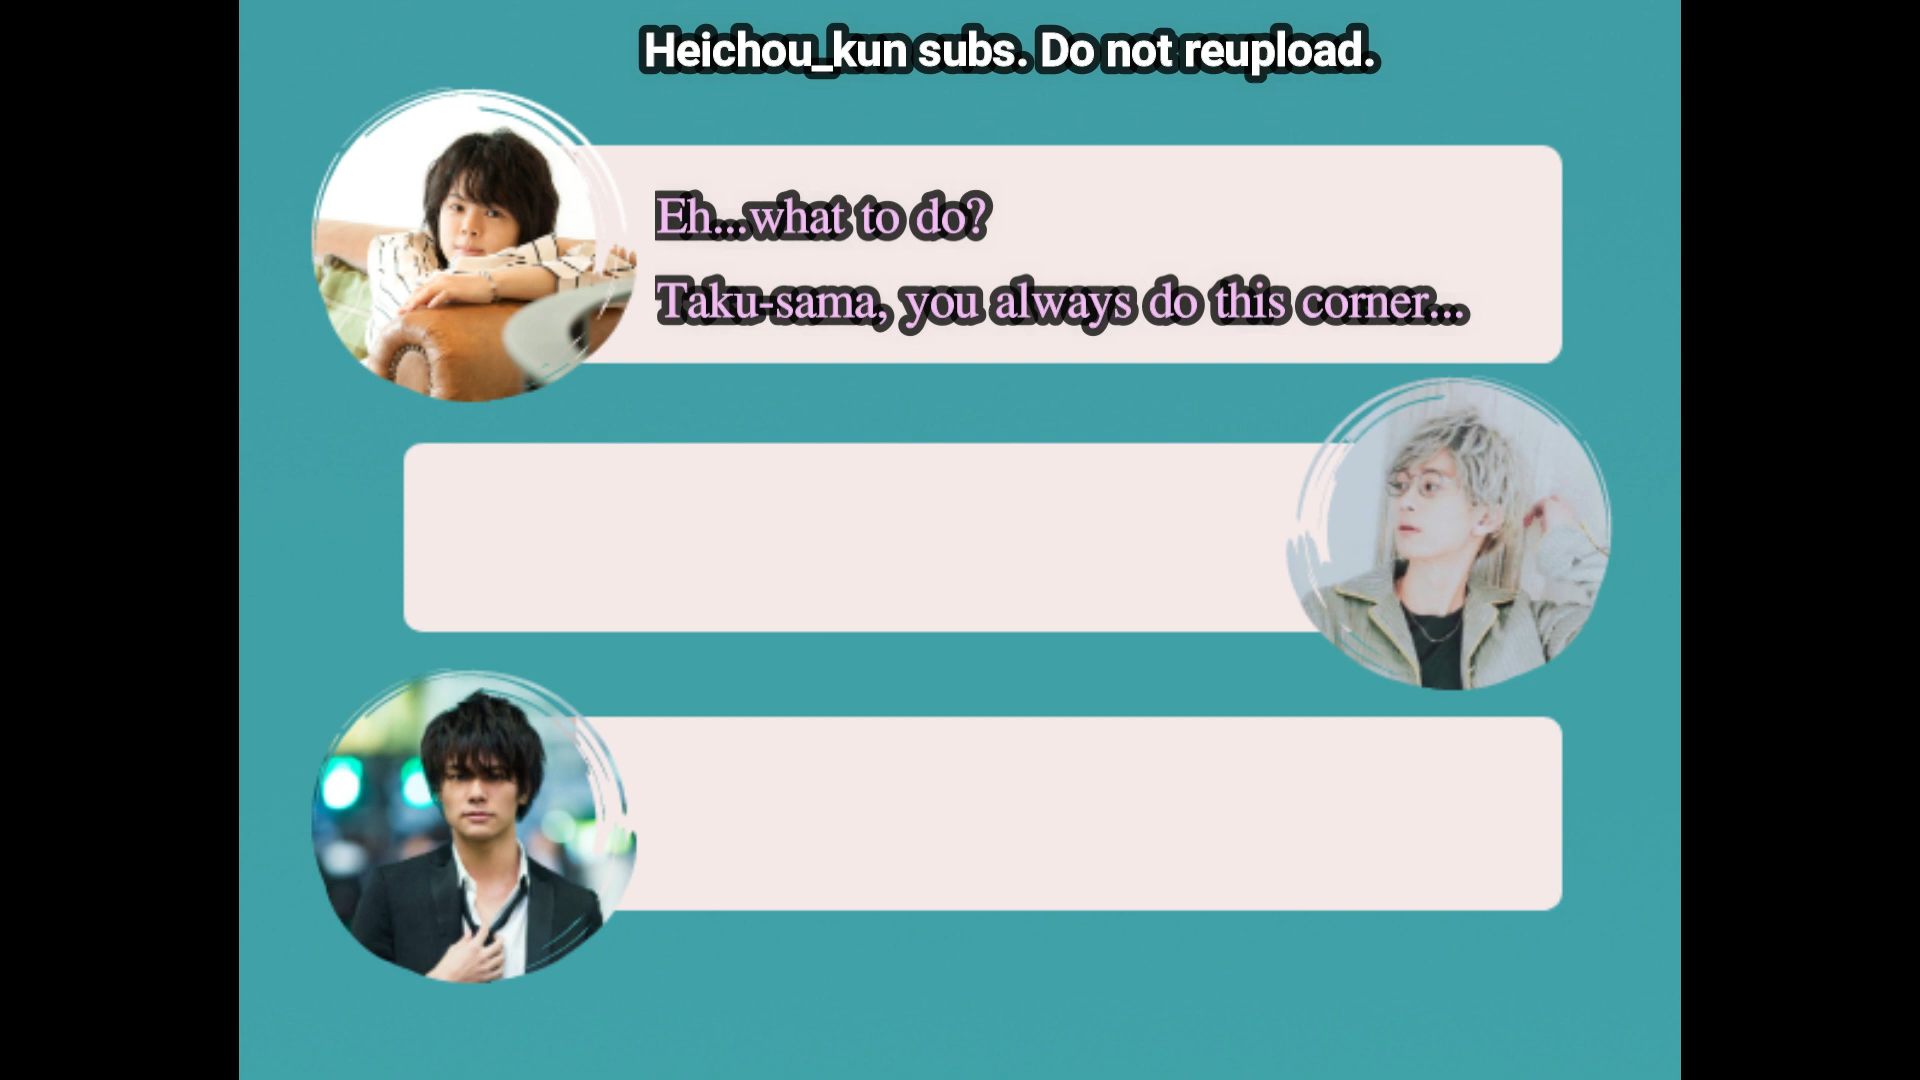 Heichou_kun subs. Do not reupload.
Eh...what to do?
Taku-sama, you always do this corner...